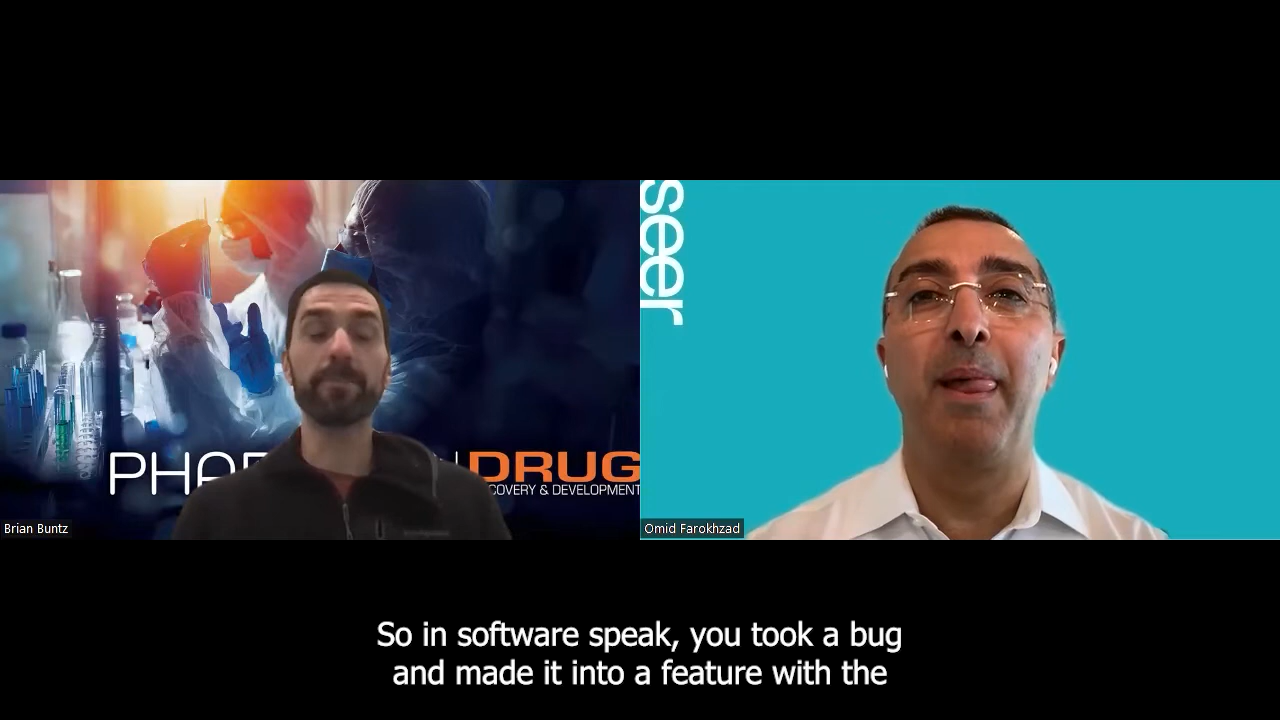 seer
DRUG
COVERY & DEVELOPMENT
Brian Buntz
Omid Farokhzad
So in software speak, you took a bug
and made it into a feature with the